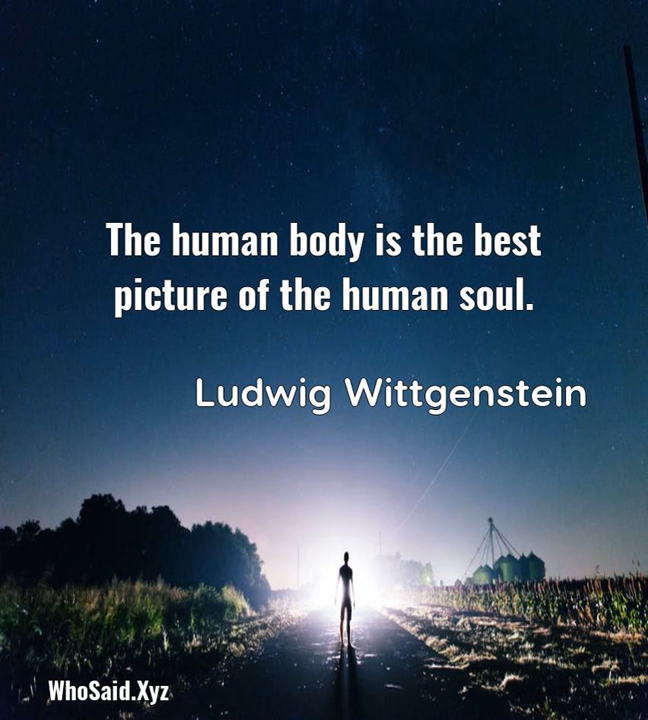 The human body is the best
picture of the human soul.
Ludwig Wittgenstein
WhoSaid.Xyz